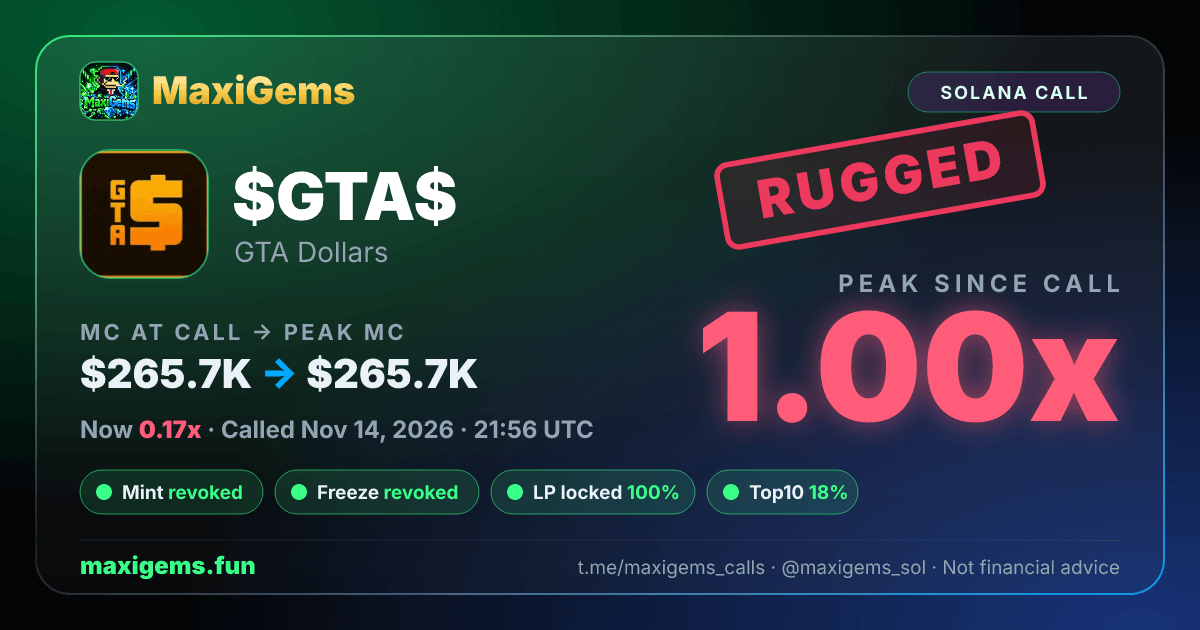 MaxiGems
MaxiGems
SOLANA CALL
GTA $
$GTA$
GTA Dollars
RUGGED
PEAK SINCE CALL
1.00x
MC AT CALL → PEAK MC
$265.7K → $265.7K
Now 0.17x · Called Nov 14, 2026 · 21:56 UTC
Mint revoked
Freeze revoked
LP locked 100%
Top10 18%
maxigems.fun
t.me/maxigems_calls · @maxigems_sol · Not financial advice